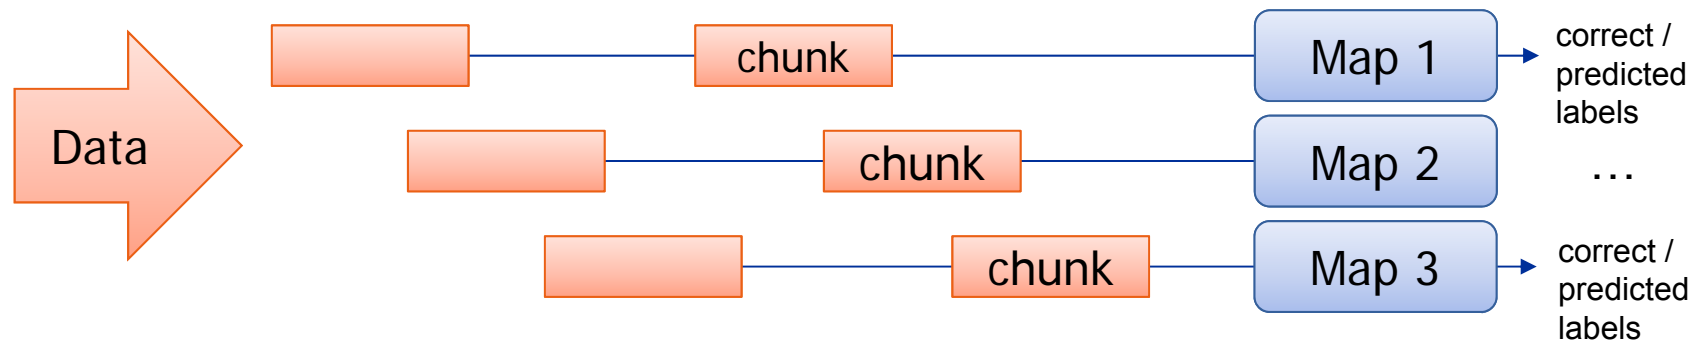 Data
chunk
Map 1
correct /
predicted
labels
chunk
Map 2
...
chunk
Map 3
correct /
predicted
labels